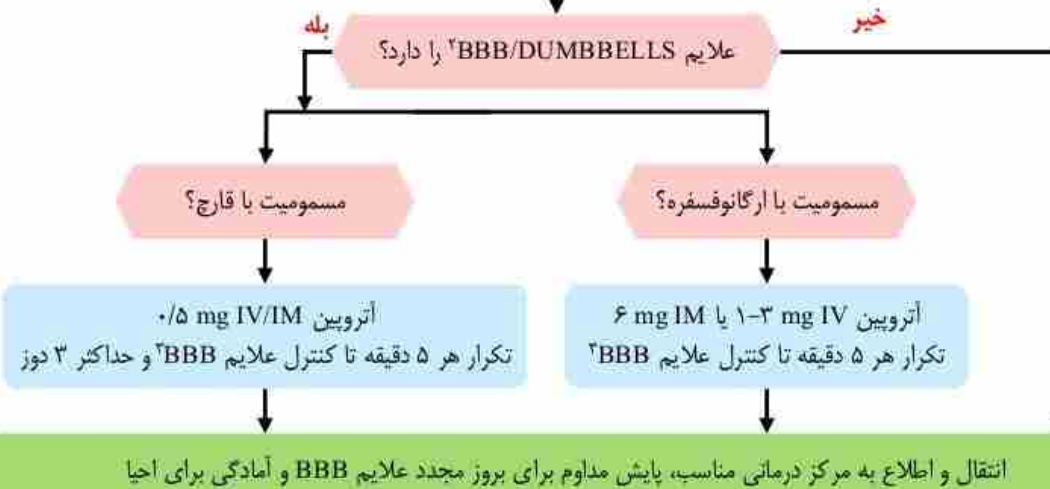 خیر
بله
علایم BBB/DUMBBELLS۲ را دارد؟
مسمومیت با ارگانوفسفره؟
مسمومیت با قارچ؟
آتروپین ۱-۳ mg IV یا ۶ mg IM
تکرار هر ۵ دقیقه تا کنترل علایم BBB۳
آتروپین ۰/۵ mg IV/IM
تکرار هر ۵ دقیقه تا کنترل علایم BBB۳ و حداکثر ۳ دوز
انتقال و اطلاع به مرکز درمانی مناسب، پایش مداوم برای بروز مجدد علایم BBB و آمادگی برای احیا